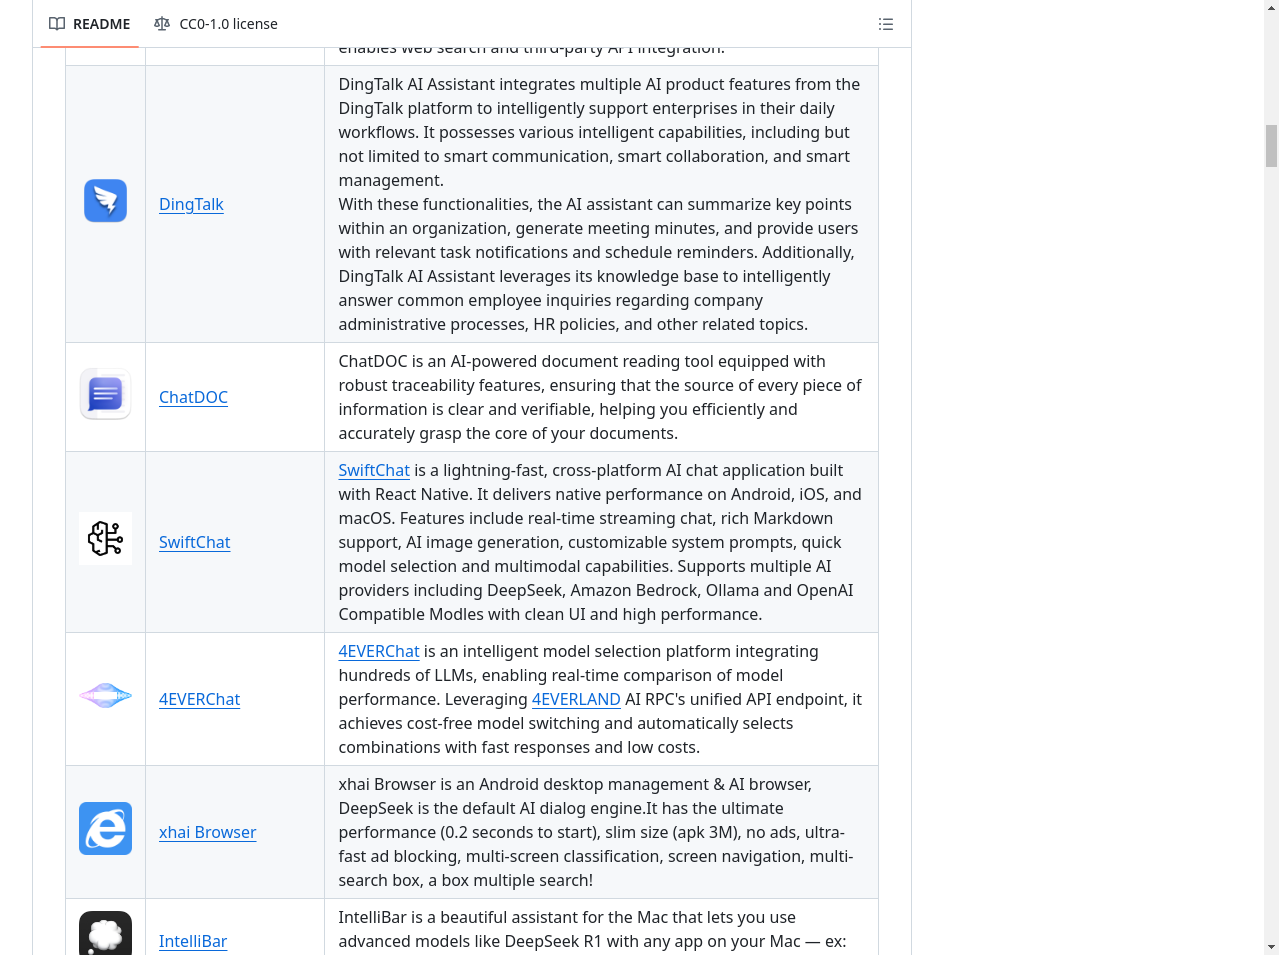 README
CC0-1.0 license
enables web search and third-party API integration.
DingTalk
DingTalk AI Assistant integrates multiple AI product features from the
DingTalk platform to intelligently support enterprises in their daily
workflows. It possesses various intelligent capabilities, including but
not limited to smart communication, smart collaboration, and smart
management.
With these functionalities, the AI assistant can summarize key points
within an organization, generate meeting minutes, and provide users
with relevant task notifications and schedule reminders. Additionally,
DingTalk AI Assistant leverages its knowledge base to intelligently
answer common employee inquiries regarding company
administrative processes, HR policies, and other related topics.
ChatDOC
ChatDOC is an AI-powered document reading tool equipped with
robust traceability features, ensuring that the source of every piece of
information is clear and verifiable, helping you efficiently and
accurately grasp the core of your documents.
SwiftChat
SwiftChat is a lightning-fast, cross-platform AI chat application built
with React Native. It delivers native performance on Android, iOS, and
macOS. Features include real-time streaming chat, rich Markdown
support, AI image generation, customizable system prompts, quick
model selection and multimodal capabilities. Supports multiple AI
providers including DeepSeek, Amazon Bedrock, Ollama and OpenAI
Compatible Modles with clean UI and high performance.
4EVERChat
4EVERChat is an intelligent model selection platform integrating
hundreds of LLMs, enabling real-time comparison of model
performance. Leveraging 4EVERLAND AI RPC's unified API endpoint, it
achieves cost-free model switching and automatically selects
combinations with fast responses and low costs.
xhai Browser
xhai Browser is an Android desktop management & AI browser,
DeepSeek is the default AI dialog engine.It has the ultimate
performance (0.2 seconds to start), slim size (apk 3M), no ads, ultra-
fast ad blocking, multi-screen classification, screen navigation, multi-
search box, a box multiple search!
IntelliBar
IntelliBar is a beautiful assistant for the Mac that lets you use
advanced models like DeepSeek R1 with any app on your Mac — ex: